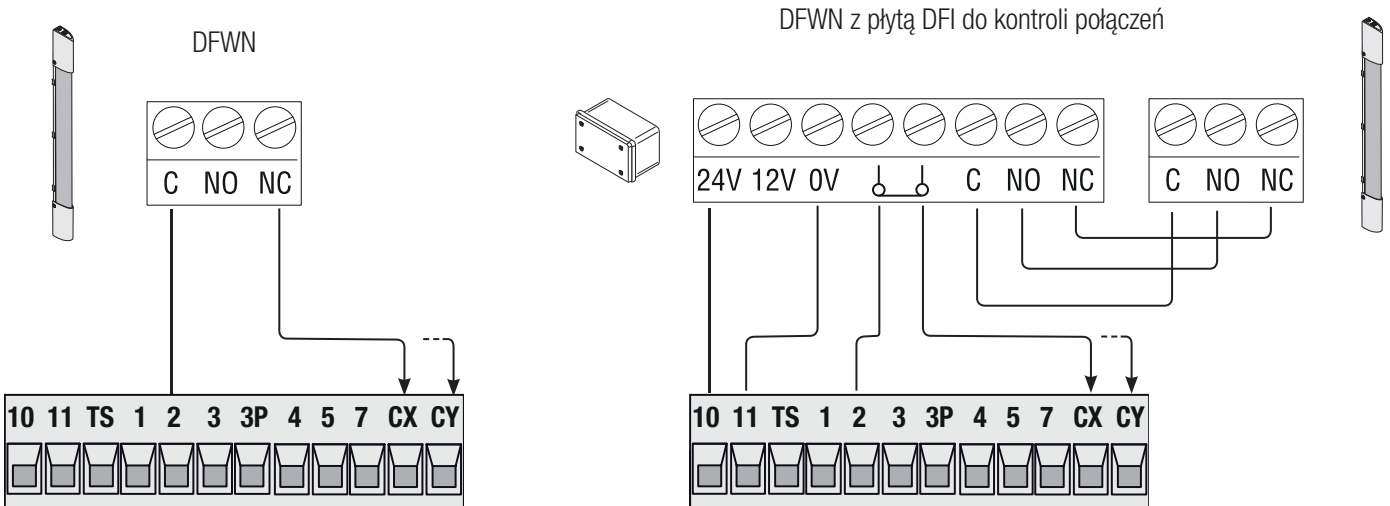 DFWN
DFWN z płytą DFI do kontroli połączeń
C NO NC
24V 12V 0V C NO NC
C NO NC
10 11 TS 1 2 3 3P 4 5 7 CX CY
10 11 TS 1 2 3 3P 4 5 7 CX CY